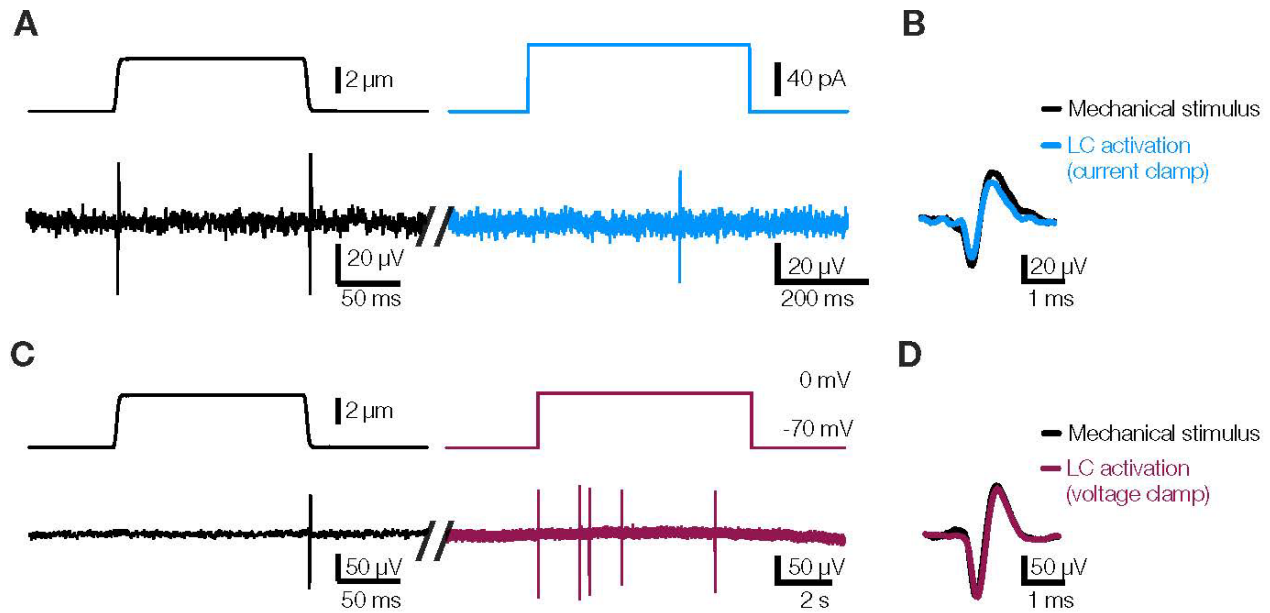 A
2 µm
40 pA
20 µV
50 ms
20 µV
200 ms
B
Mechanical stimulus
LC activation
(current clamp)
20 µV
1 ms
C
2 µm
0 mV
-70 mV
50 µV
50 ms
50 µV
2 s
D
Mechanical stimulus
LC activation
(voltage clamp)
50 µV
1 ms